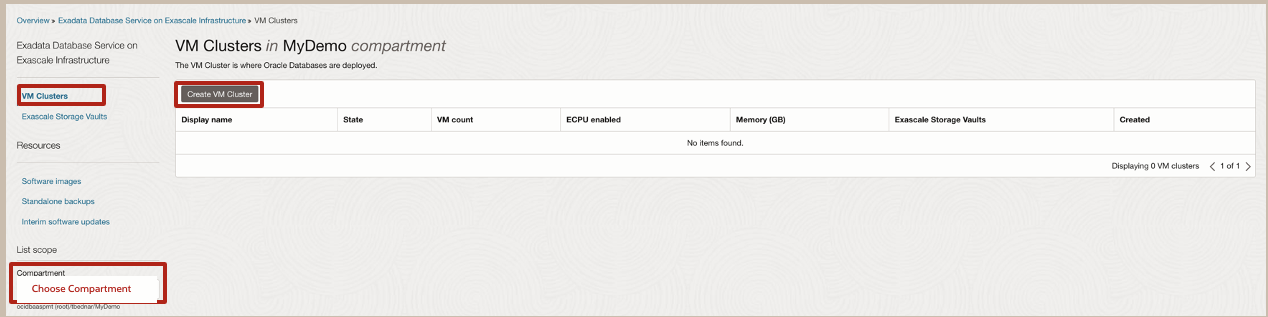 Overview » Exadata Database Service on Exascale Infrastructure » VM Clusters
Exadata Database Service on
Exascale Infrastructure
VM Clusters
Exascale Storage Vaults
Resources
Software images
Standalone backups
Interim software updates
List scope
Compartment
Choose Compartment
ocidbaaspmt (root)/tbednar/MyDemo
VM Clusters in MyDemo compartment
The VM Cluster is where Oracle Databases are deployed.
Create VM Cluster
Display name State VM count ECPU enabled Memory (GB) Exascale Storage Vaults Created
No items found.
Displaying 0 VM clusters < 1 of 1 >